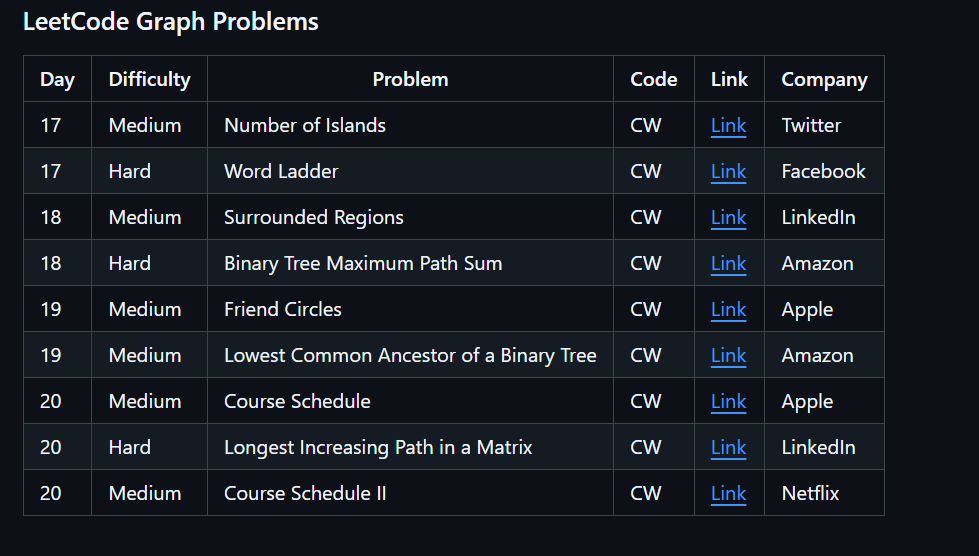 LeetCode Graph Problems
Day Difficulty Problem Code Link Company
17 Medium Number of Islands CW Link Twitter
17 Hard Word Ladder CW Link Facebook
18 Medium Surrounded Regions CW Link LinkedIn
18 Hard Binary Tree Maximum Path Sum CW Link Amazon
19 Medium Friend Circles CW Link Apple
19 Medium Lowest Common Ancestor of a Binary Tree CW Link Amazon
20 Medium Course Schedule CW Link Apple
20 Hard Longest Increasing Path in a Matrix CW Link LinkedIn
20 Medium Course Schedule II CW Link Netflix